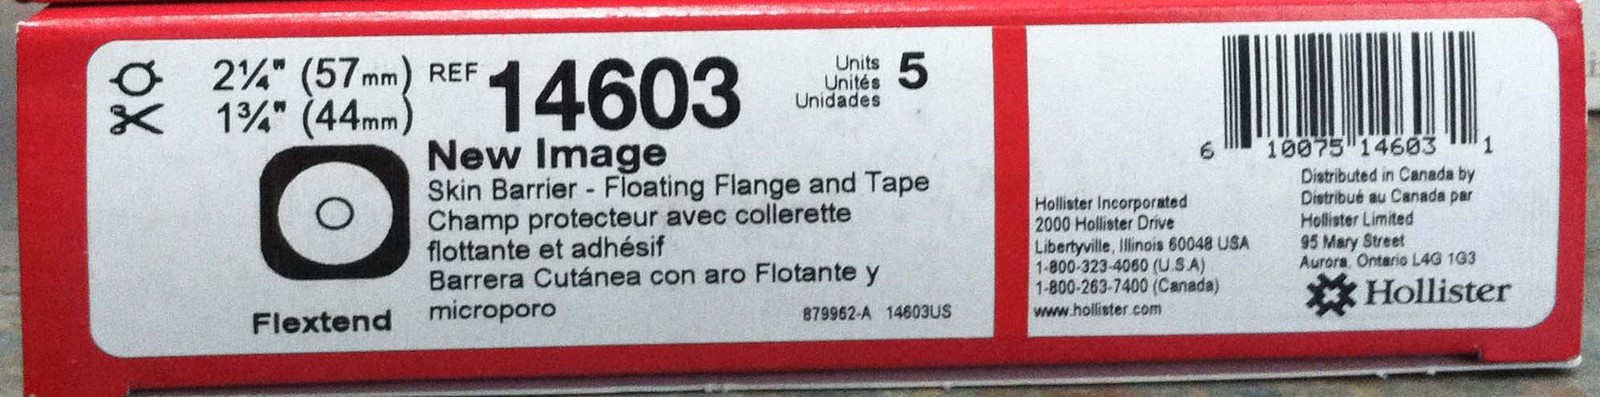 2¼" (57mm)
1¾" (44mm)
REF 14603
Units
Unités
Unidades
5
New Image
Skin Barrier - Floating Flange and Tape
Champ protecteur avec collerette
flottante et adhésif
Barrera Cutánea con aro Flotante y
microporo
Flextend
879962-A 14603US
6 10075 14603 1
Hollister Incorporated
2000 Hollister Drive
Libertyville, Illinois 60048 USA
1-800-323-4060 (U.S.A)
1-800-263-7400 (Canada)
www.hollister.com
Distributed in Canada by
Distribué au Canada par
Hollister Limited
95 Mary Street
Aurora, Ontario L4G 1G3
Hollister